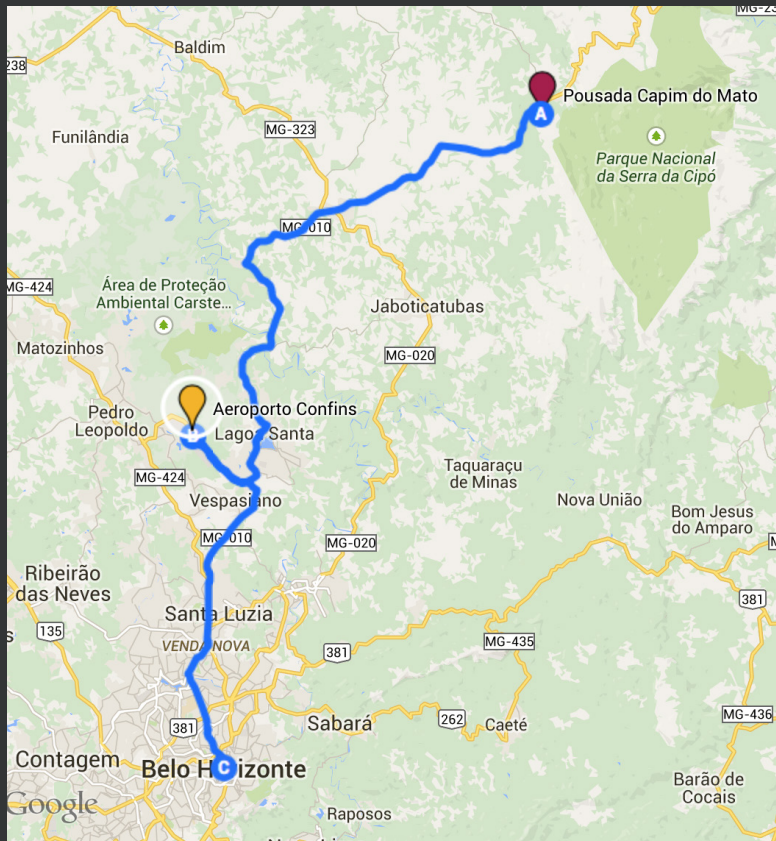 MG-23
Baldim
238
Pousada Capim do Mato
A
MG-323
Funilândia
Parque Nacional
da Serra da Cipó
MG-010
MG-424
Área de Proteção
Ambiental Carste...
Jaboticatubas
Matozinhos
MG-020
Aeroporto Confins
Pedro
Leopoldo
Lagoa Santa
MG-424
Taquaraçu
de Minas
Vespasiano
Nova União
Bom Jesus
do Amparo
MG-010
MG-020
Ribeirão
das Neves
381
Santa Luzia
135
VENDA NOVA
MG-435
381
MG-436
381
Sabará
262
Caeté
Contagem
Belo Horizonte
C
Barão de
Cocais
Google
Raposos